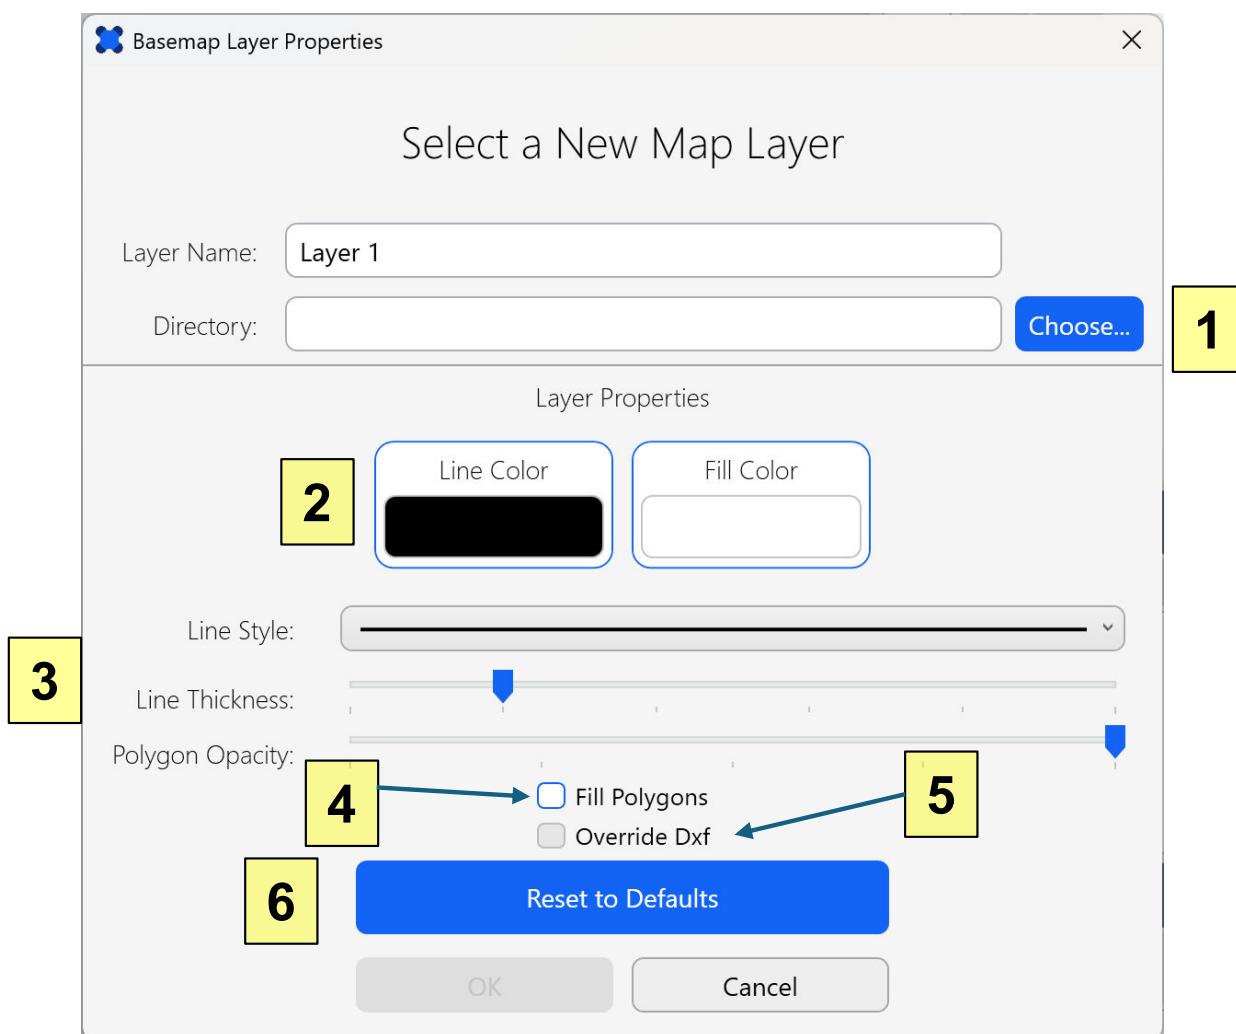 Basemap Layer Properties
Select a New Map Layer
Layer Name: Layer 1
Directory: Choose...
1
Layer Properties
2
Line Color
Fill Color
Line Style:
3
Line Thickness:
Polygon Opacity:
4
Fill Polygons
5
Override Dxf
6
Reset to Defaults
OK
Cancel